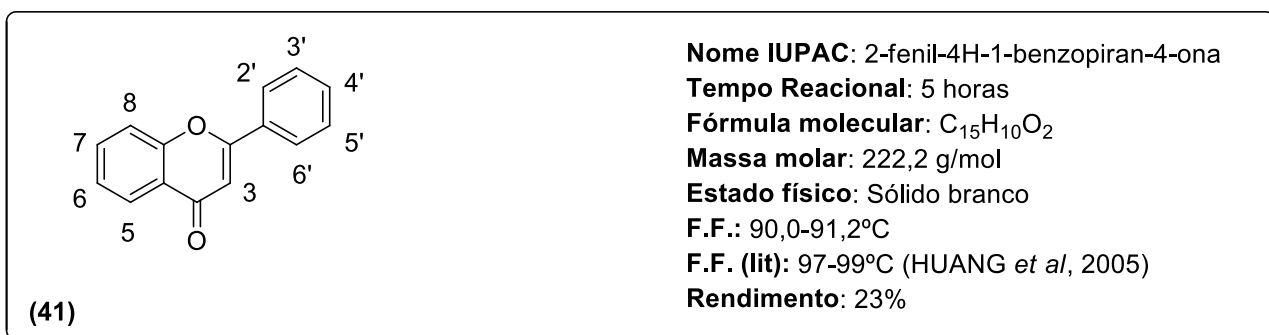 3'
2'
4'
8
O
7
5'
6'
6
3
5
O
(41)
Nome IUPAC: 2-fenil-4H-1-benzopiran-4-ona
Tempo Reacional: 5 horas
Fórmula molecular: C₁₅H₁₀O₂
Massa molar: 222,2 g/mol
Estado físico: Sólido branco
F.F.: 90,0-91,2ºC
F.F. (lit): 97-99ºC (HUANG et al, 2005)
Rendimento: 23%